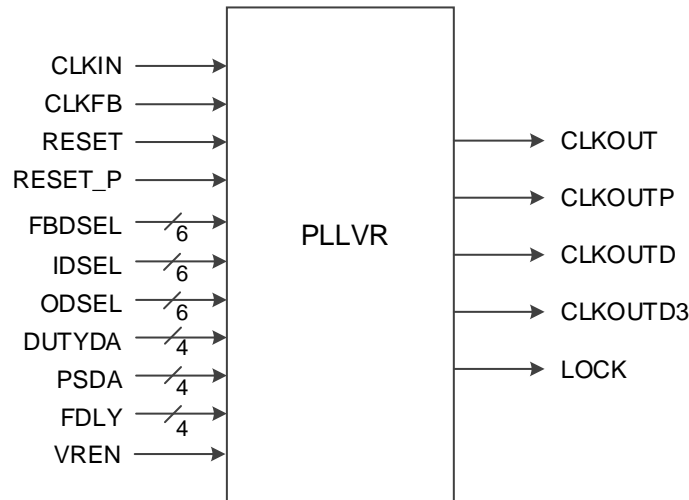 CLKIN
CLKFB
RESET
RESET_P
FBDSEL
6
IDSEL
6
ODSEL
6
DUTYDA
4
PSDA
4
FDLY
4
VREN
PLLVR
CLKOUT
CLKOUTP
CLKOUTD
CLKOUTD3
LOCK